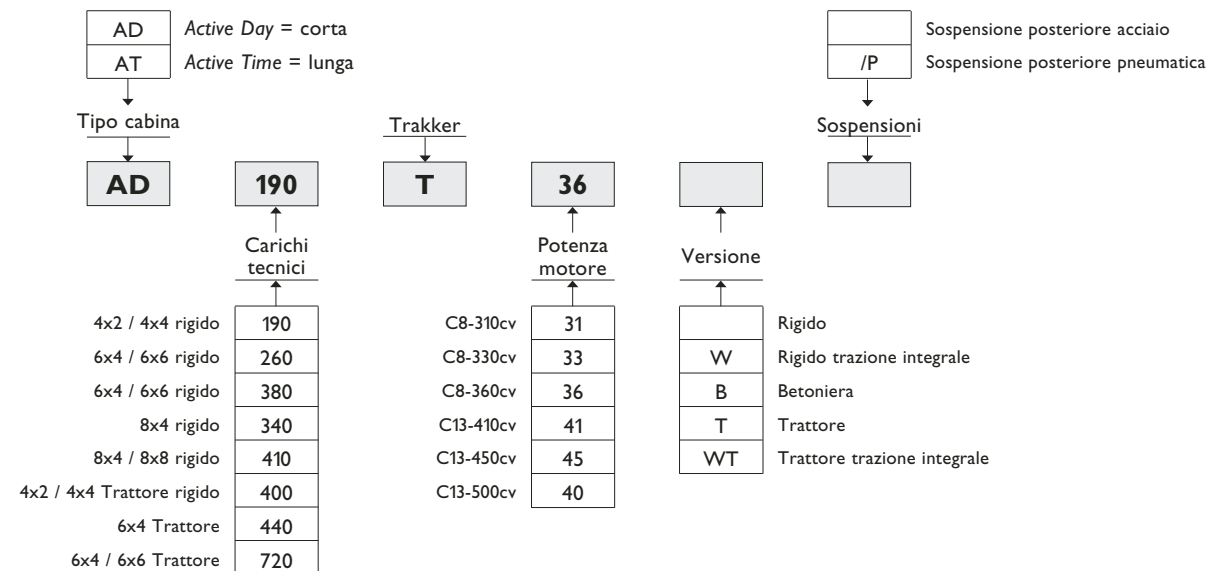 AD Active Day = corta
AT Active Time = lunga
Tipo cabina
Sospensione posteriore acciaio
/P Sospensione posteriore pneumatica
Sospensioni
Trakker
AD 190 T 36
Carichi
tecnici
Potenza
motore
Versione
4x2 / 4x4 rigido 190
6x4 / 6x6 rigido 260
6x4 / 6x6 rigido 380
8x4 rigido 340
8x4 / 8x8 rigido 410
4x2 / 4x4 Trattore rigido 400
6x4 Trattore 440
6x4 / 6x6 Trattore 720
C8-310cv 31
C8-330cv 33
C8-360cv 36
C13-410cv 41
C13-450cv 45
C13-500cv 40
Rigido
W Rigido trazione integrale
B Betoniera
T Trattore
WT Trattore trazione integrale